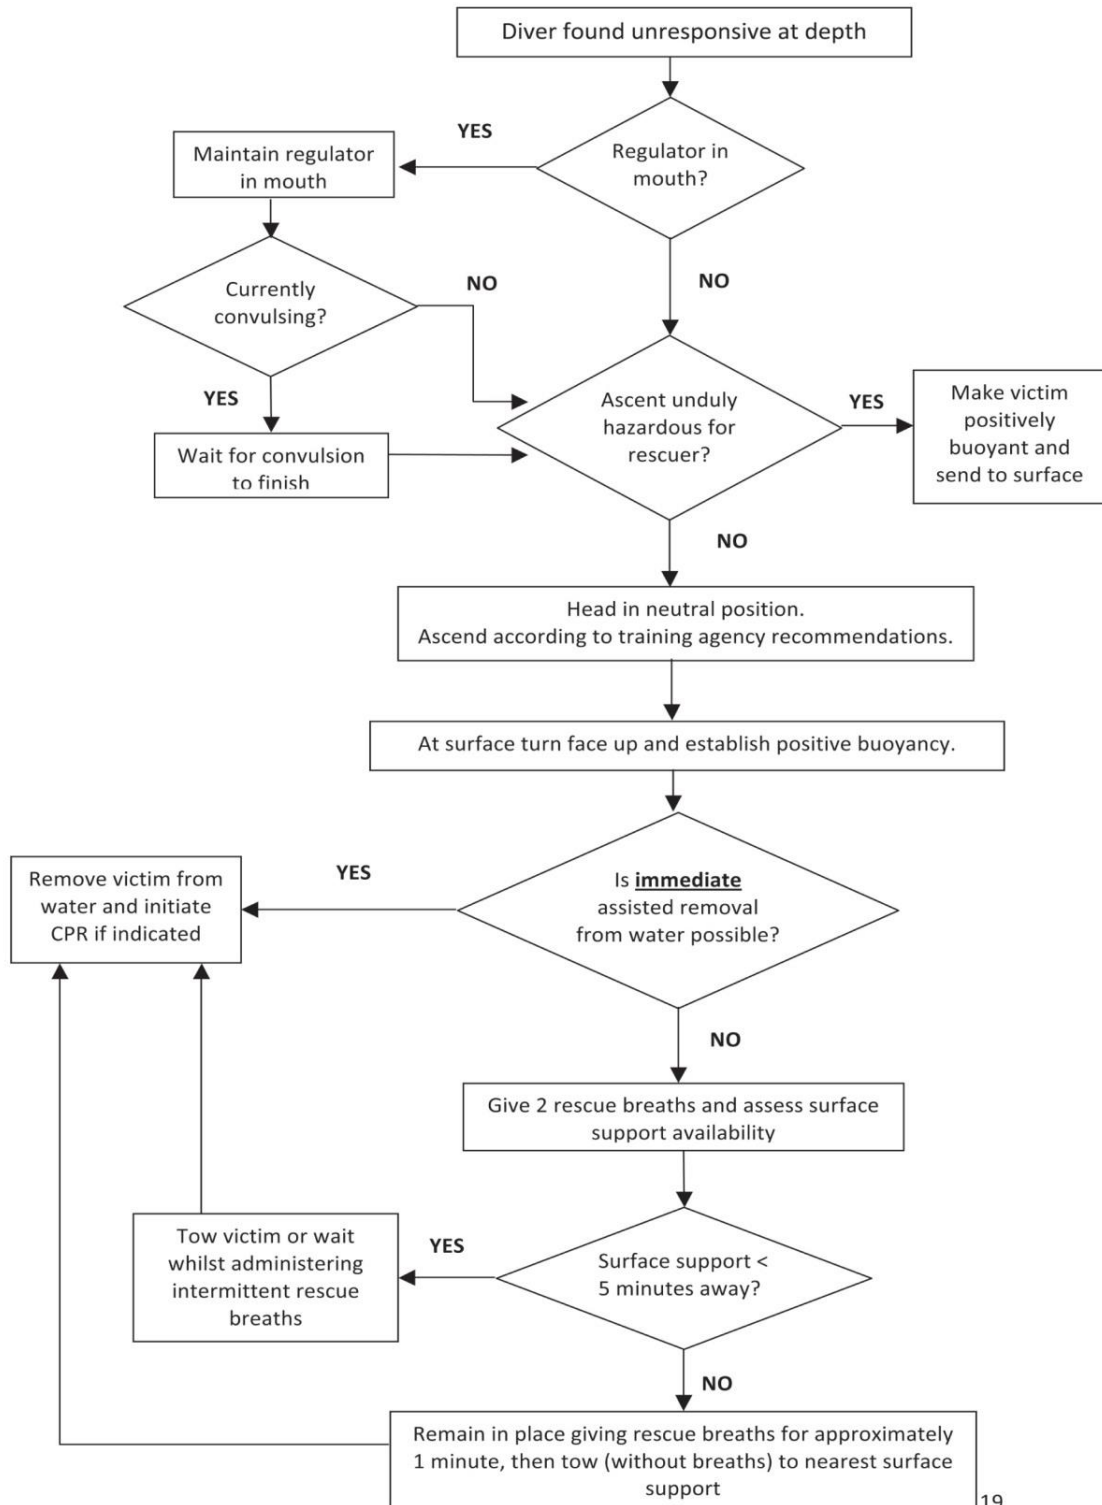 Diver found unresponsive at depth
YES
Regulator in
mouth?
Maintain regulator
in mouth
NO
Currently
convulsing?
NO
YES
Wait for convulsion
to finish
Ascent unduly
hazardous for
rescuer?
YES
Make victim
positively
buoyant and
send to surface
NO
Head in neutral position.
Ascend according to training agency recommendations.
At surface turn face up and establish positive buoyancy.
Is immediate
assisted removal
from water possible?
YES
Remove victim from
water and initiate
CPR if indicated
NO
Give 2 rescue breaths and assess surface
support availability
Surface support <
5 minutes away?
YES
Tow victim or wait
whilst administering
intermittent rescue
breaths
NO
Remain in place giving rescue breaths for approximately
1 minute, then tow (without breaths) to nearest surface
support
19